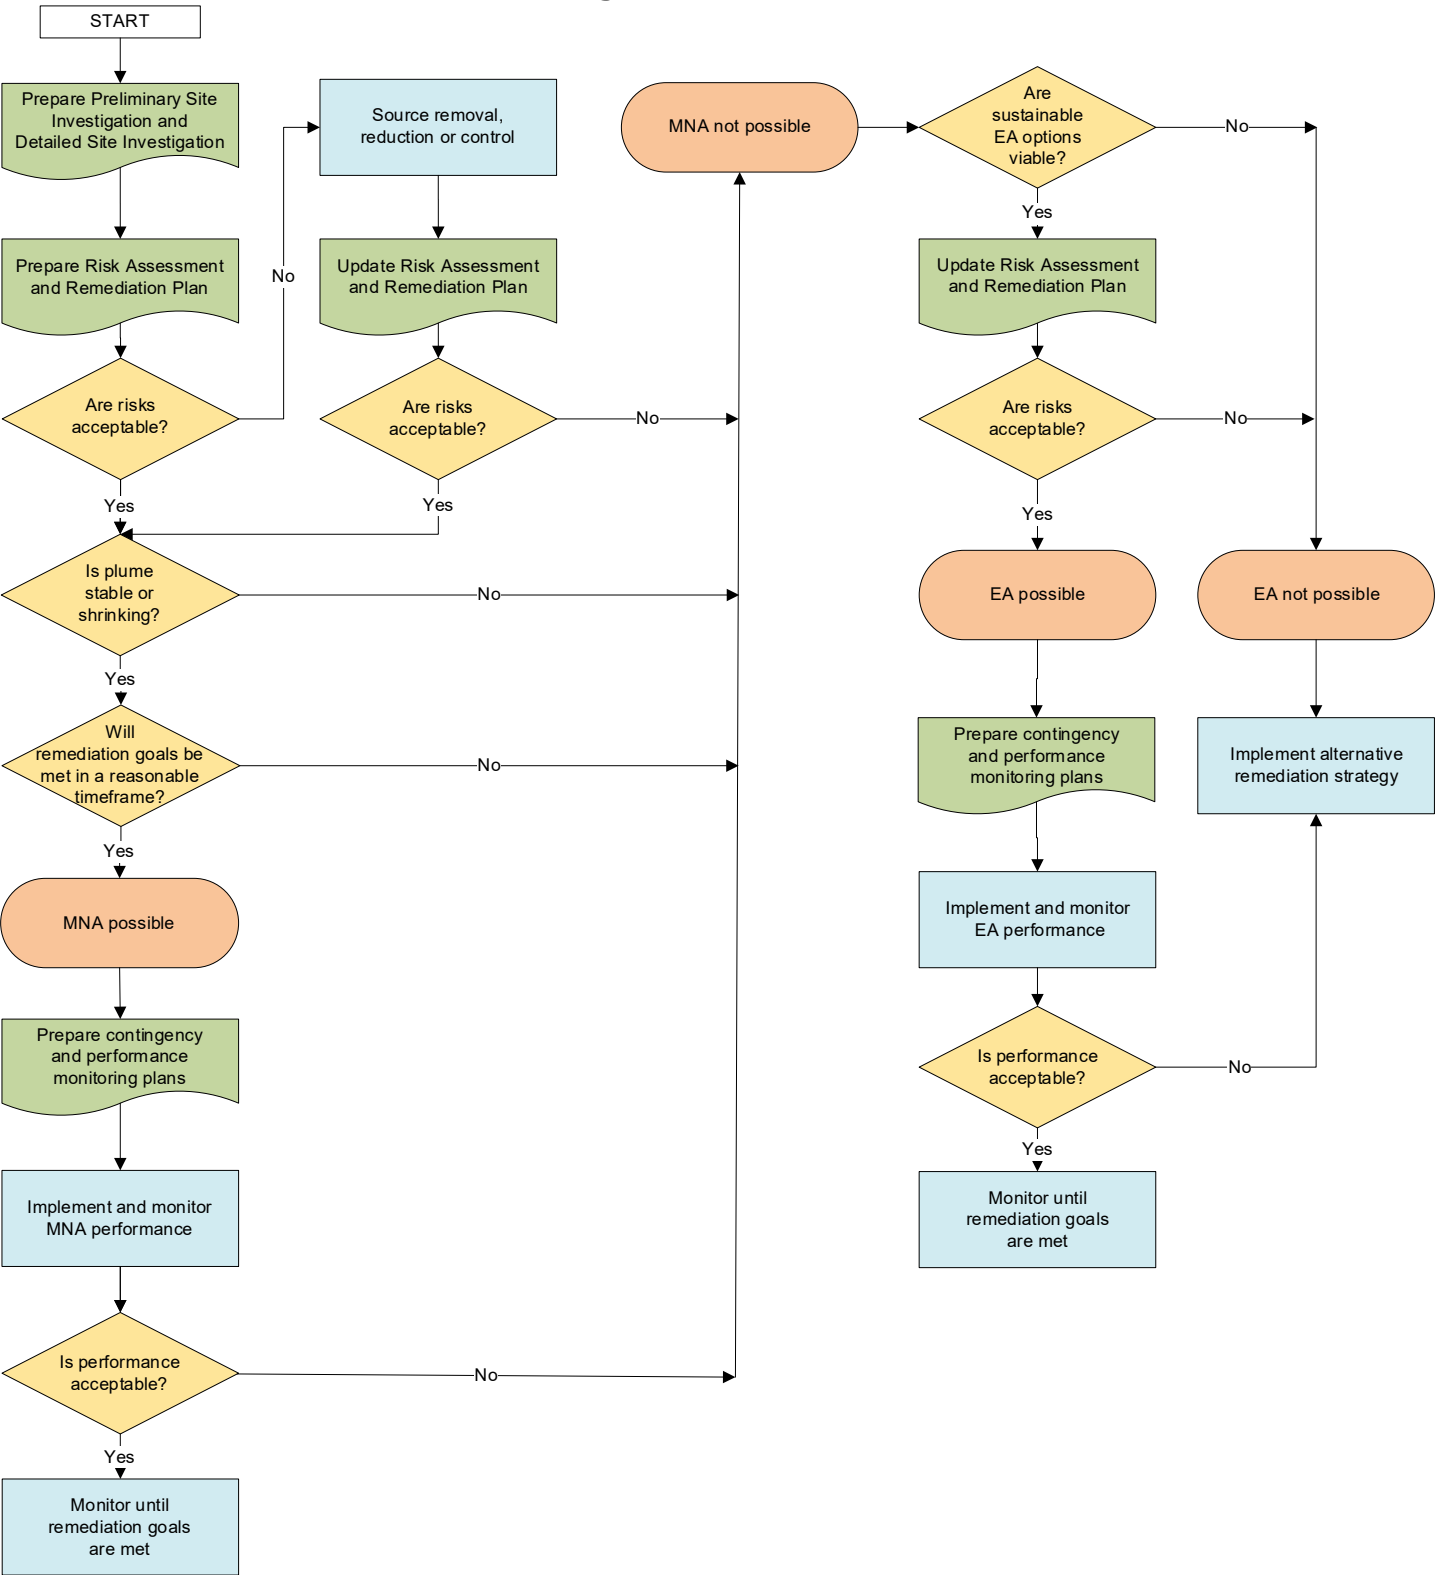 START
Prepare Preliminary Site
Investigation and
Detailed Site Investigation
Prepare Risk Assessment
and Remediation Plan
Are risks
acceptable?
No
Yes
Source removal,
reduction or control
Update Risk Assessment
and Remediation Plan
Are risks
acceptable?
No
Yes
Is plume
stable or
shrinking?
No
Yes
Will
remediation goals be
met in a reasonable
timeframe?
No
Yes
MNA possible
Prepare contingency
and performance
monitoring plans
Implement and monitor
MNA performance
Is performance
acceptable?
No
Yes
Monitor until
remediation goals
are met
MNA not possible
Are
sustainable
EA options
viable?
No
Yes
Update Risk Assessment
and Remediation Plan
Are risks
acceptable?
No
Yes
EA possible
EA not possible
Prepare contingency
and performance
monitoring plans
Implement alternative
remediation strategy
Implement and monitor
EA performance
Is performance
acceptable?
No
Yes
Monitor until
remediation goals
are met